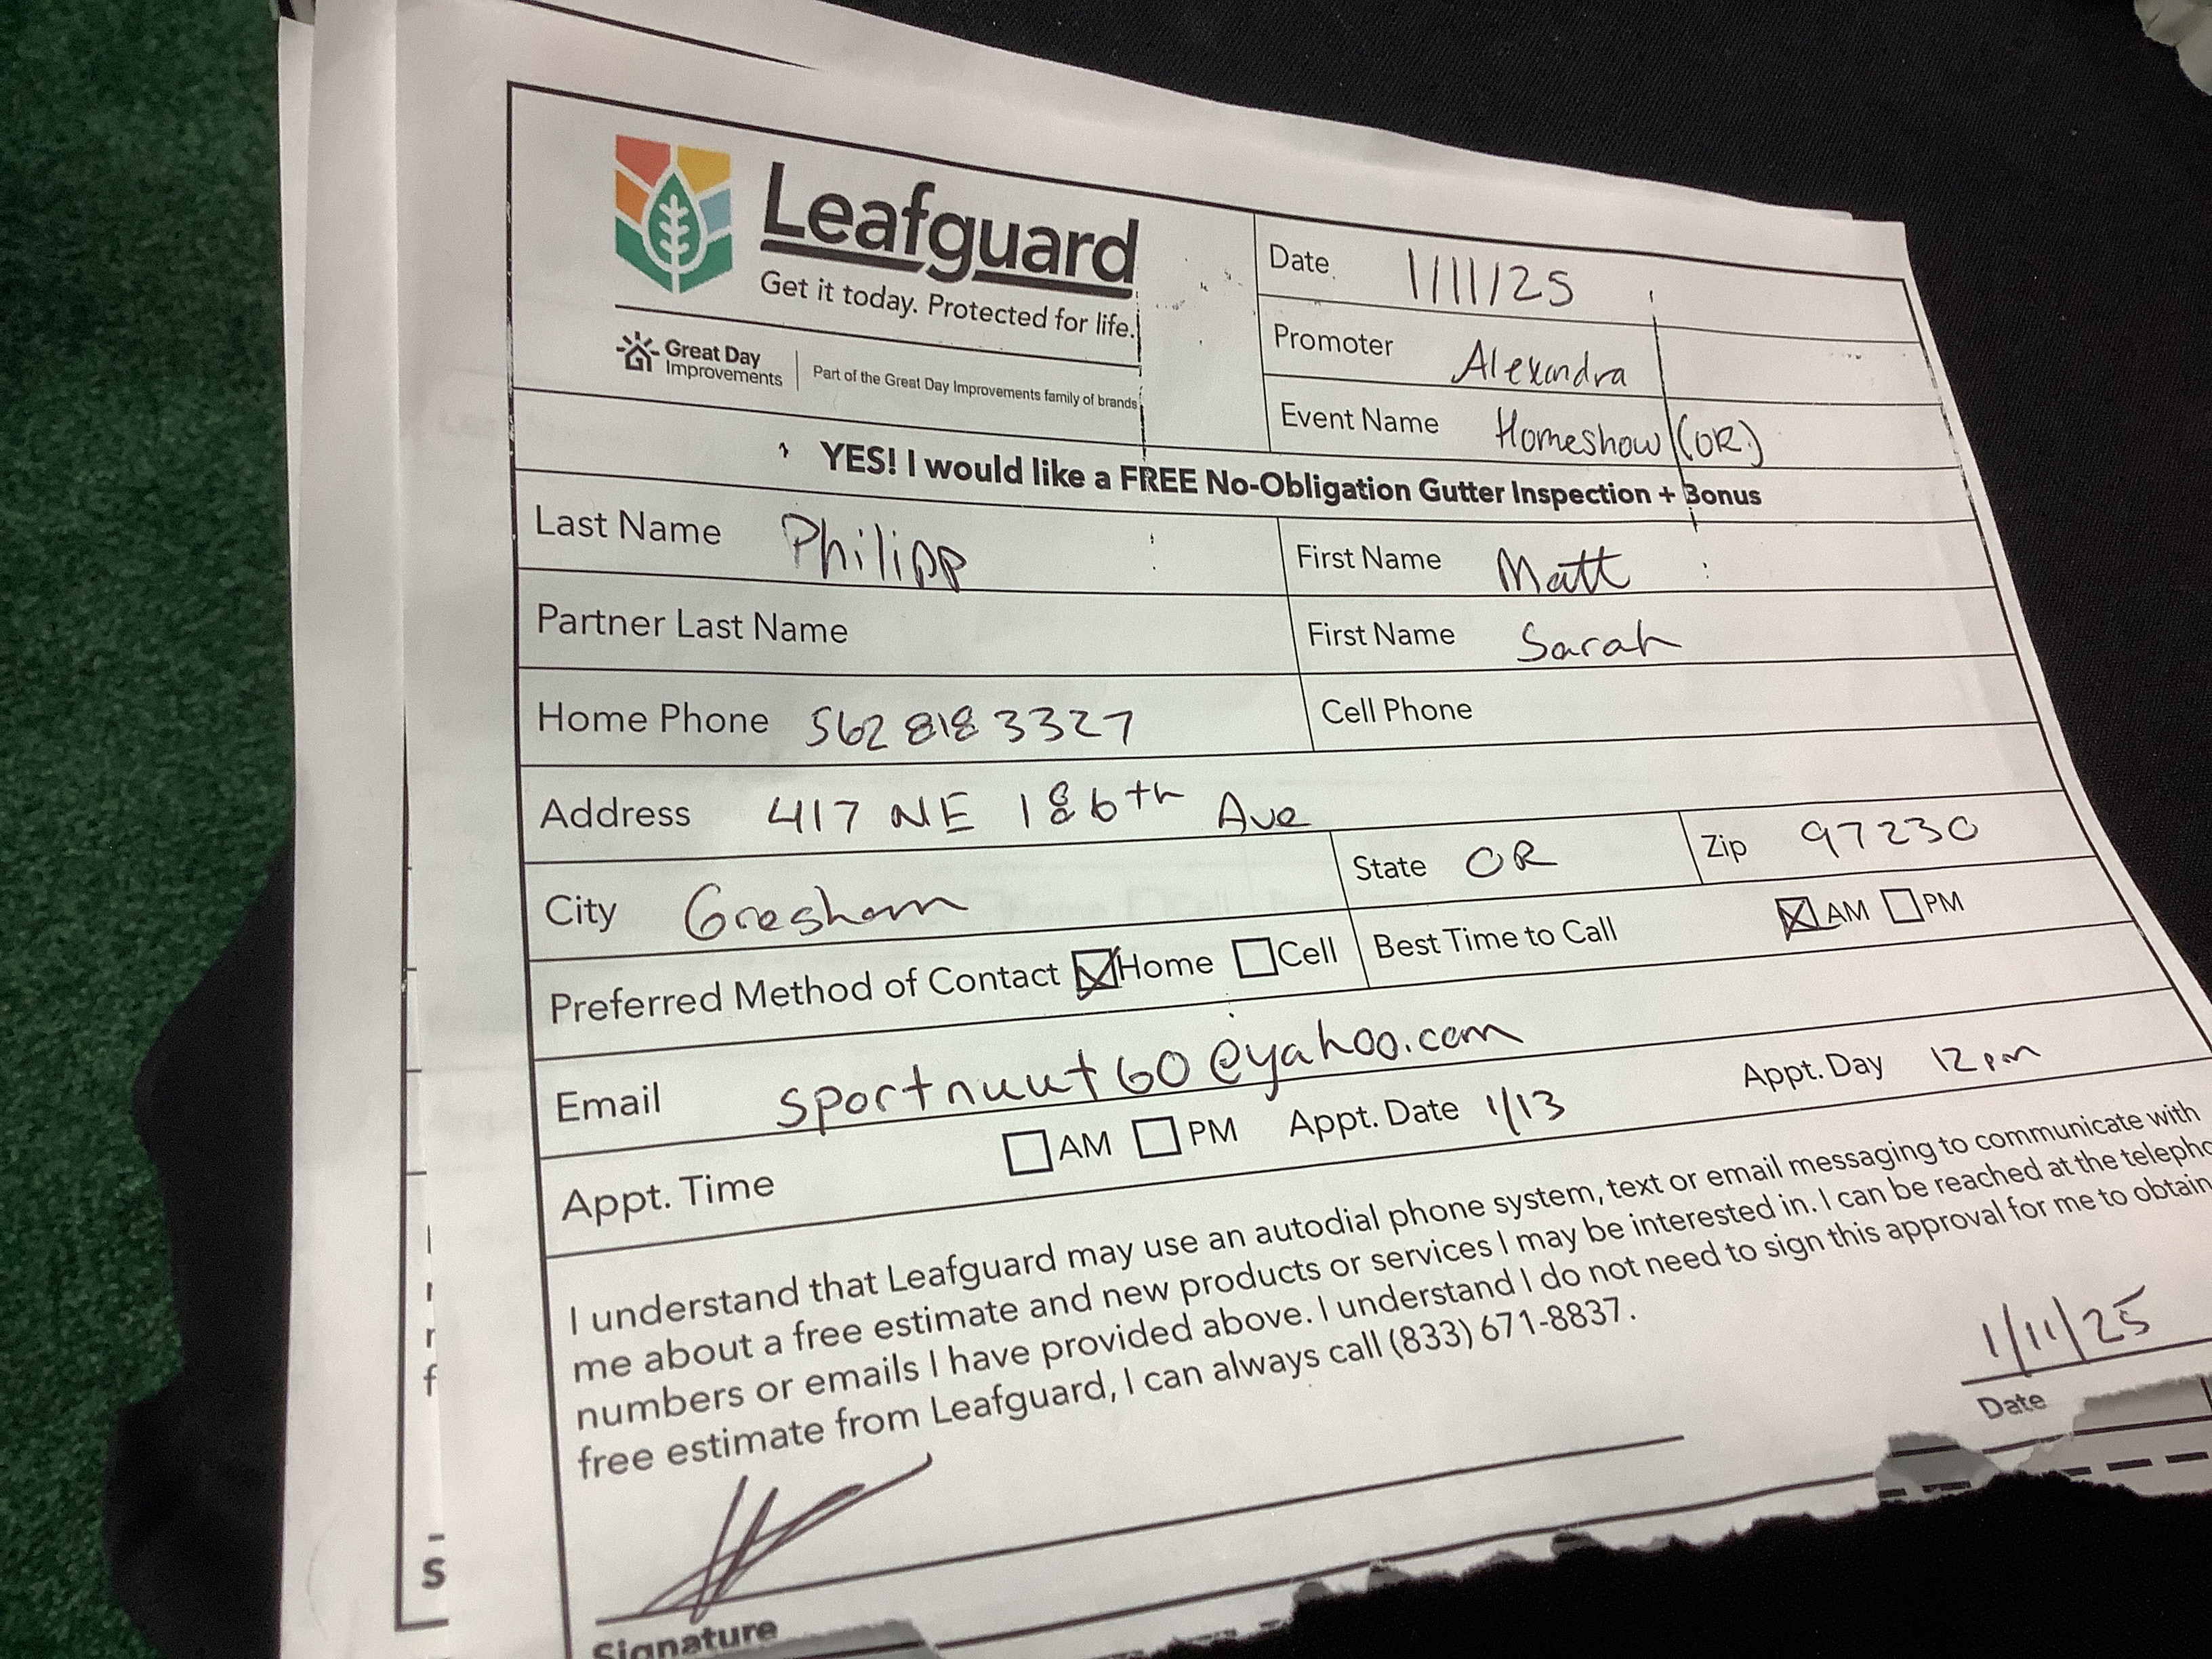 Leafguard
Get it today. Protected for life.
Great Day
Improvements
Part of the Great Day Improvements family of brands
Date 1/11/25
Promoter Alexandra
Event Name Homeshow (OR)
YES! I would like a FREE No-Obligation Gutter Inspection + Bonus
Last Name Philipp First Name Matt
Partner Last Name First Name Sarah
Home Phone 562 818 3327 Cell Phone
Address 417 NE 186th Ave
City Gresham State OR Zip 97230
Preferred Method of Contact Home Cell Best Time to Call AM PM
Email sportnuut60@yahoo.com
Appt. Time AM PM Appt. Date 1/13 Appt. Day 12pm
I understand that Leafguard may use an autodial phone system, text or email messaging to communicate with
me about a free estimate and new products or services I may be interested in. I can be reached at the telepho
numbers or emails I have provided above. I understand I do not need to sign this approval for me to obtain
free estimate from Leafguard, I can always call (833) 671-8837.
1/11/25
Date
Signature